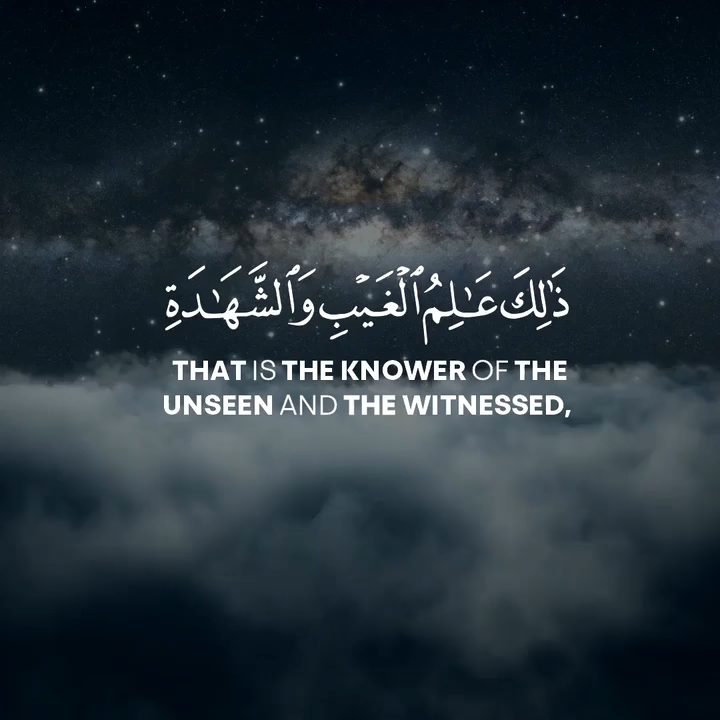 ذَٰلِكَ عَـٰلِمُ ٱلْغَيْبِ وَٱلشَّهَـٰدَةِ
THAT IS THE KNOWER OF THE
UNSEEN AND THE WITNESSED,